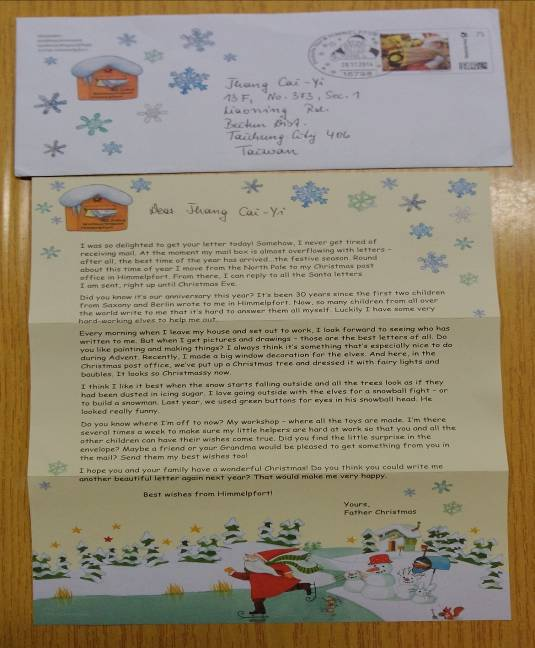 Jhang Cai-Yi
13F, No. 383, Sec. 1
Liaoning Rd.
Beitun Dist.
Taichung City 406
Taiwan
16798
Dear Jhang Cai-Yi
I was so delighted to get your letter today! Somehow, I never get tired of
receiving mail. At the moment my mail box is almost overflowing with letters –
after all, the best time of the year has arrived...the festive season. Round
about this time of year I move from the North Pole to my Christmas post
office in Himmelpfort. From there, I can reply to all the Santa letters
I am sent, right up until Christmas Eve.
Did you know it's our anniversary this year? It's been 30 years since the first two children
from Saxony and Berlin wrote to me in Himmelpfort. Now, so many children from all over
the world write to me that it's hard to answer them all myself. Luckily I have some very
hard-working elves to help me out.
Every morning when I leave my house and set out to work, I look forward to seeing who has
written to me. But when I get pictures and drawings – those are the best letters of all. Do
you like painting and making things? I always think it's something that's especially nice to do
during Advent. Recently, I made a big window decoration for the elves. And here, in the
Christmas post office, we've put up a Christmas tree and dressed it with fairy lights and
baubles. It looks so Christmassy now.
I think I like it best when the snow starts falling outside and all the trees look as if they
had been dusted in icing sugar. I love going outside with the elves for a snowball fight – or
to build a snowman. Last year, we used green buttons for eyes in his snowball head. He
looked really funny.
Do you know where I'm off to now? My workshop – where all the toys are made. I'm there
several times a week to make sure my little helpers are hard at work so that you and all the
other children can have their wishes come true. Did you find the little surprise in the
envelope? Maybe a friend or your Grandma would be pleased to get something from you in
the mail? Send them my best wishes too!
I hope you and your family have a wonderful Christmas! Do you think you could write me
another beautiful letter again next year? That would make me very happy.
Best wishes from Himmelpfort!
Yours,
Father Christmas